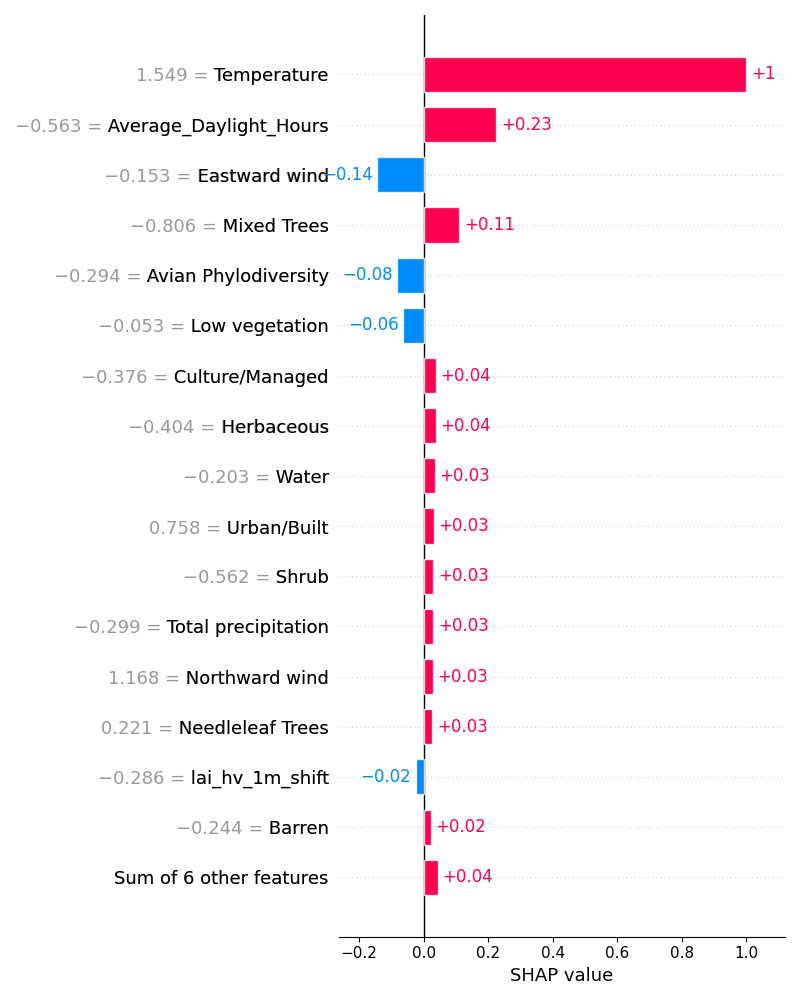 1.549 = Temperature +1
−0.563 = Average_Daylight_Hours +0.23
−0.153 = Eastward wind −0.14
−0.806 = Mixed Trees +0.11
−0.294 = Avian Phylodiversity −0.08
−0.053 = Low vegetation −0.06
−0.376 = Culture/Managed +0.04
−0.404 = Herbaceous +0.04
−0.203 = Water +0.03
0.758 = Urban/Built +0.03
−0.562 = Shrub +0.03
−0.299 = Total precipitation +0.03
1.168 = Northward wind +0.03
0.221 = Needleleaf Trees +0.03
−0.286 = lai_hv_1m_shift −0.02
−0.244 = Barren +0.02
Sum of 6 other features +0.04
−0.2 0.0 0.2 0.4 0.6 0.8 1.0
SHAP value